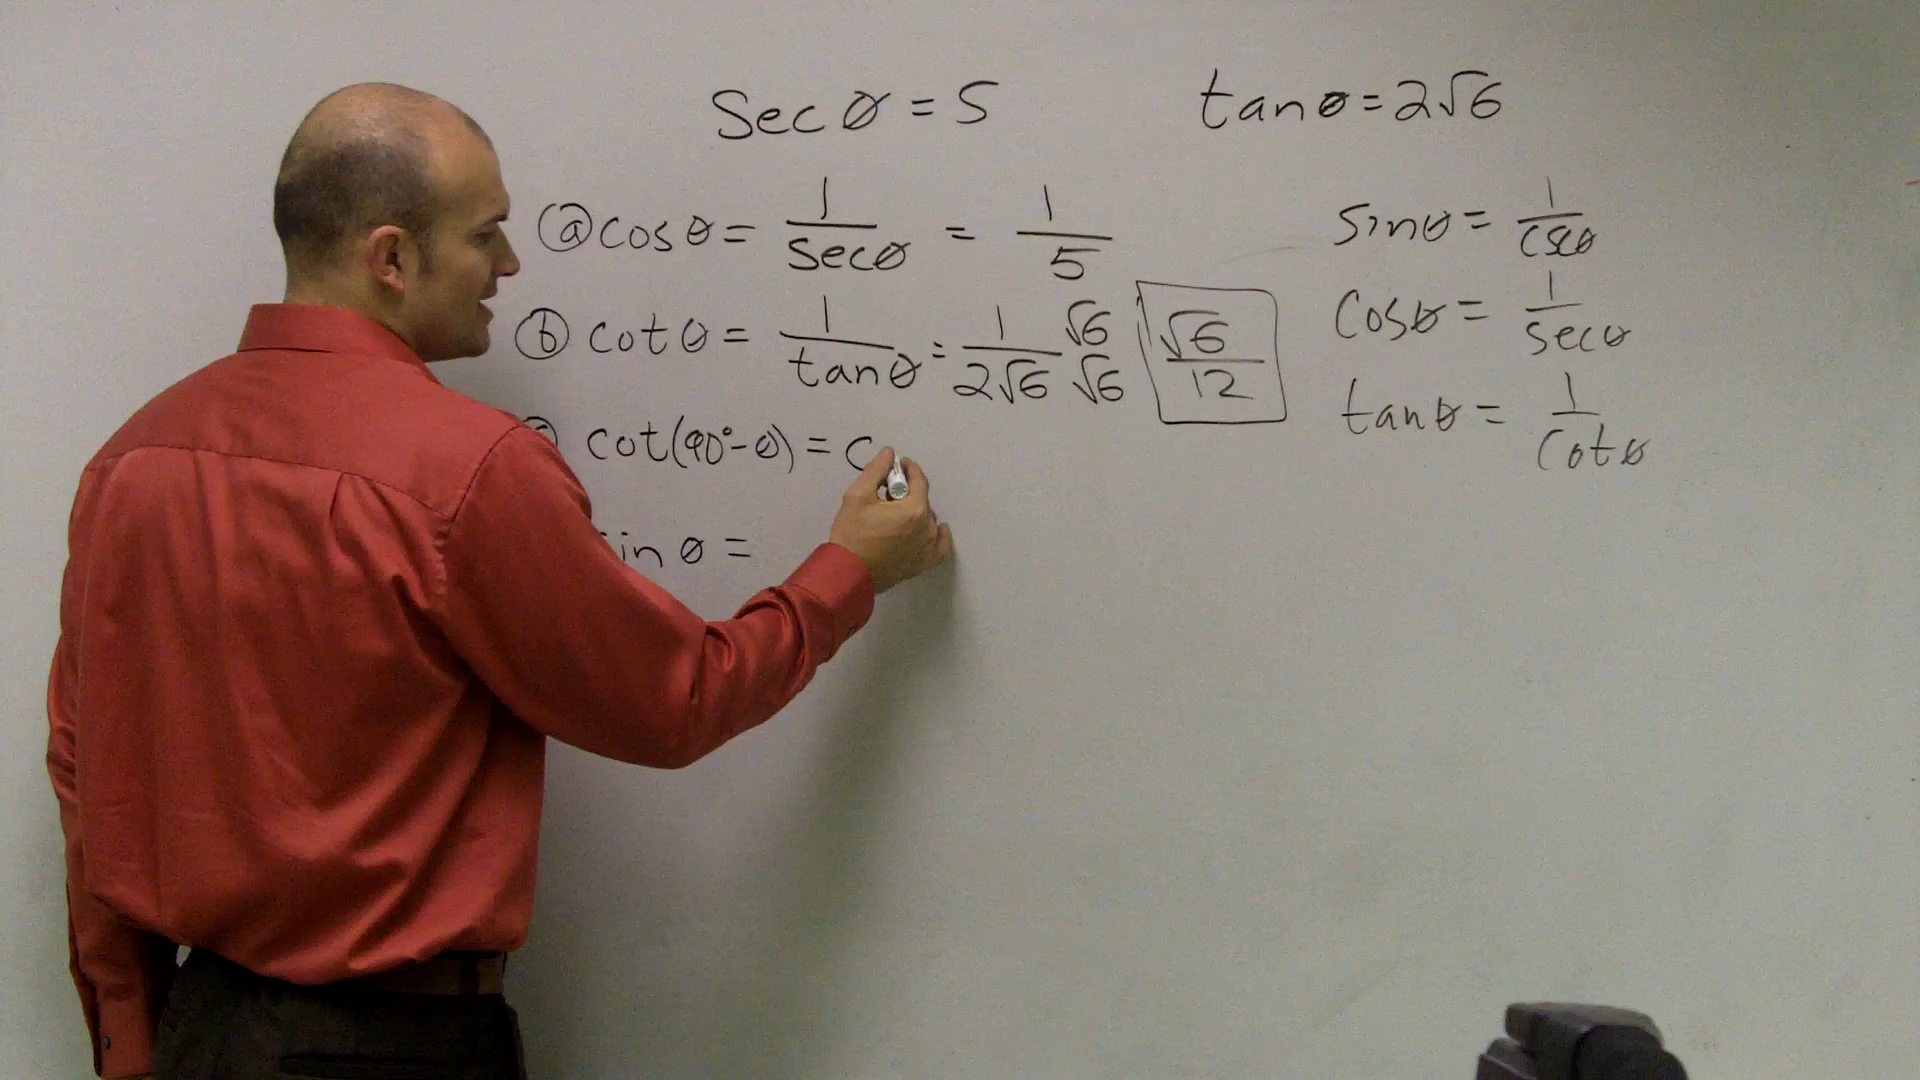 sec θ = 5 tan θ = 2√6
ⓐ cos θ = 1/sec θ = 1/5 sin θ = 1/csc θ
ⓑ cot θ = 1/tan θ = 1/2√6 √6/√6 √6/12 cos θ = 1/sec θ
cot(90°-θ) = c tan θ = 1/cot θ
in θ =